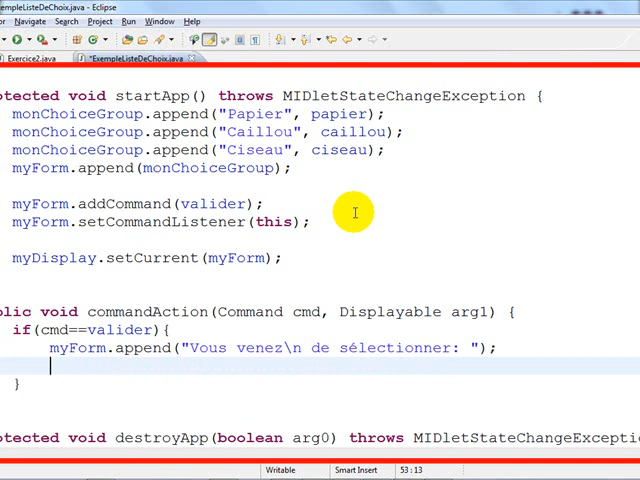 xempleListeDeChoix.java - Eclipse
Navigate Search Project Run Window Help
Exercice2.java *ExempleListeDeChoix.java
otected void startApp() throws MIDletStateChangeException {
monChoiceGroup.append("Papier", papier);
monChoiceGroup.append("Caillou", caillou);
monChoiceGroup.append("Ciseau", ciseau);
myForm.append(monChoiceGroup);
myForm.addCommand(valider);
myForm.setCommandListener(this);
myDisplay.setCurrent(myForm);
blic void commandAction(Command cmd, Displayable arg1) {
if(cmd==valider){
myForm.append("Vous venez\n de sélectionner: ");
}
otected void destroyApp(boolean arg0) throws MIDletStateChangeExceptio
Writable Smart Insert 53 : 13